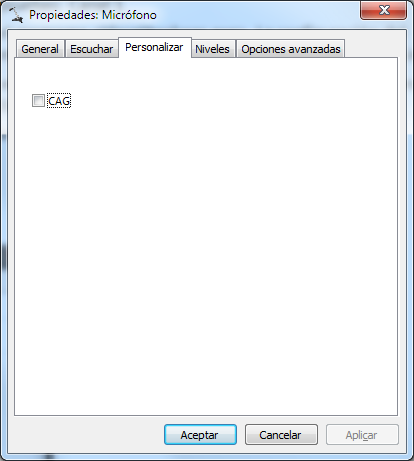 Propiedades: Micrófono
General Escuchar Personalizar Niveles Opciones avanzadas
CAG
Aceptar Cancelar Aplicar